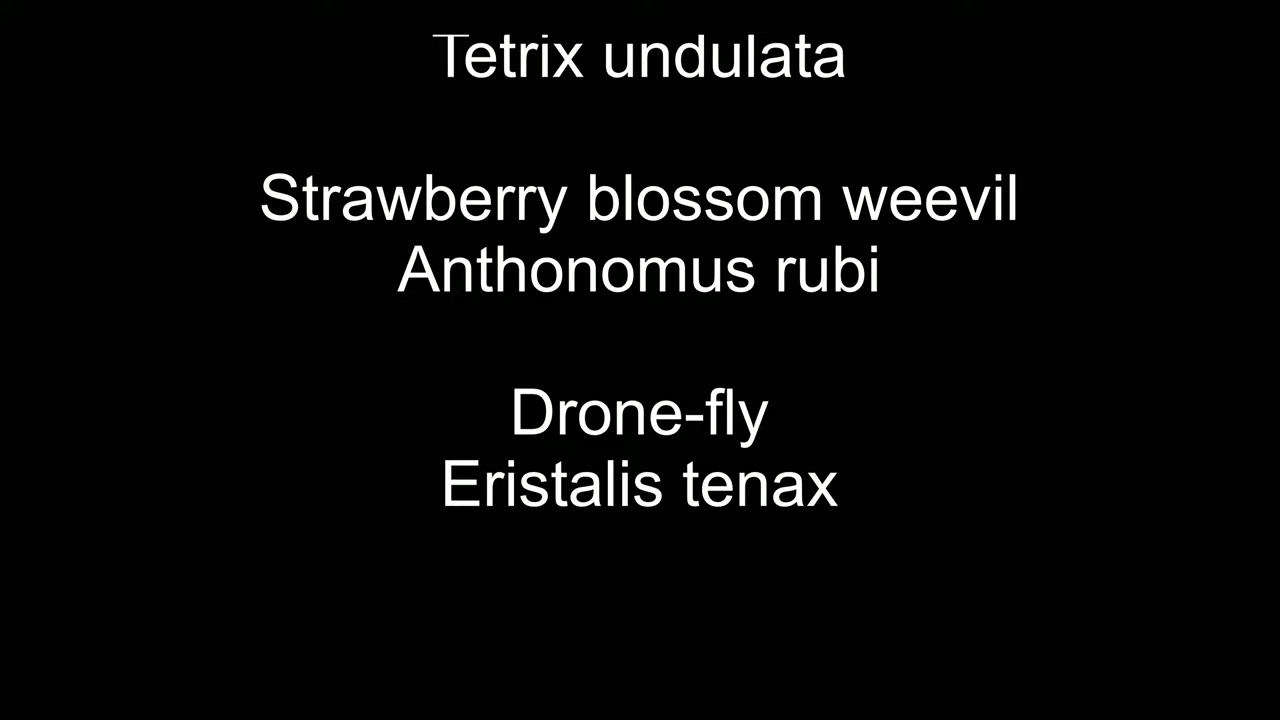 Tetrix undulata
Strawberry blossom weevil
Anthonomus rubi
Drone-fly
Eristalis tenax